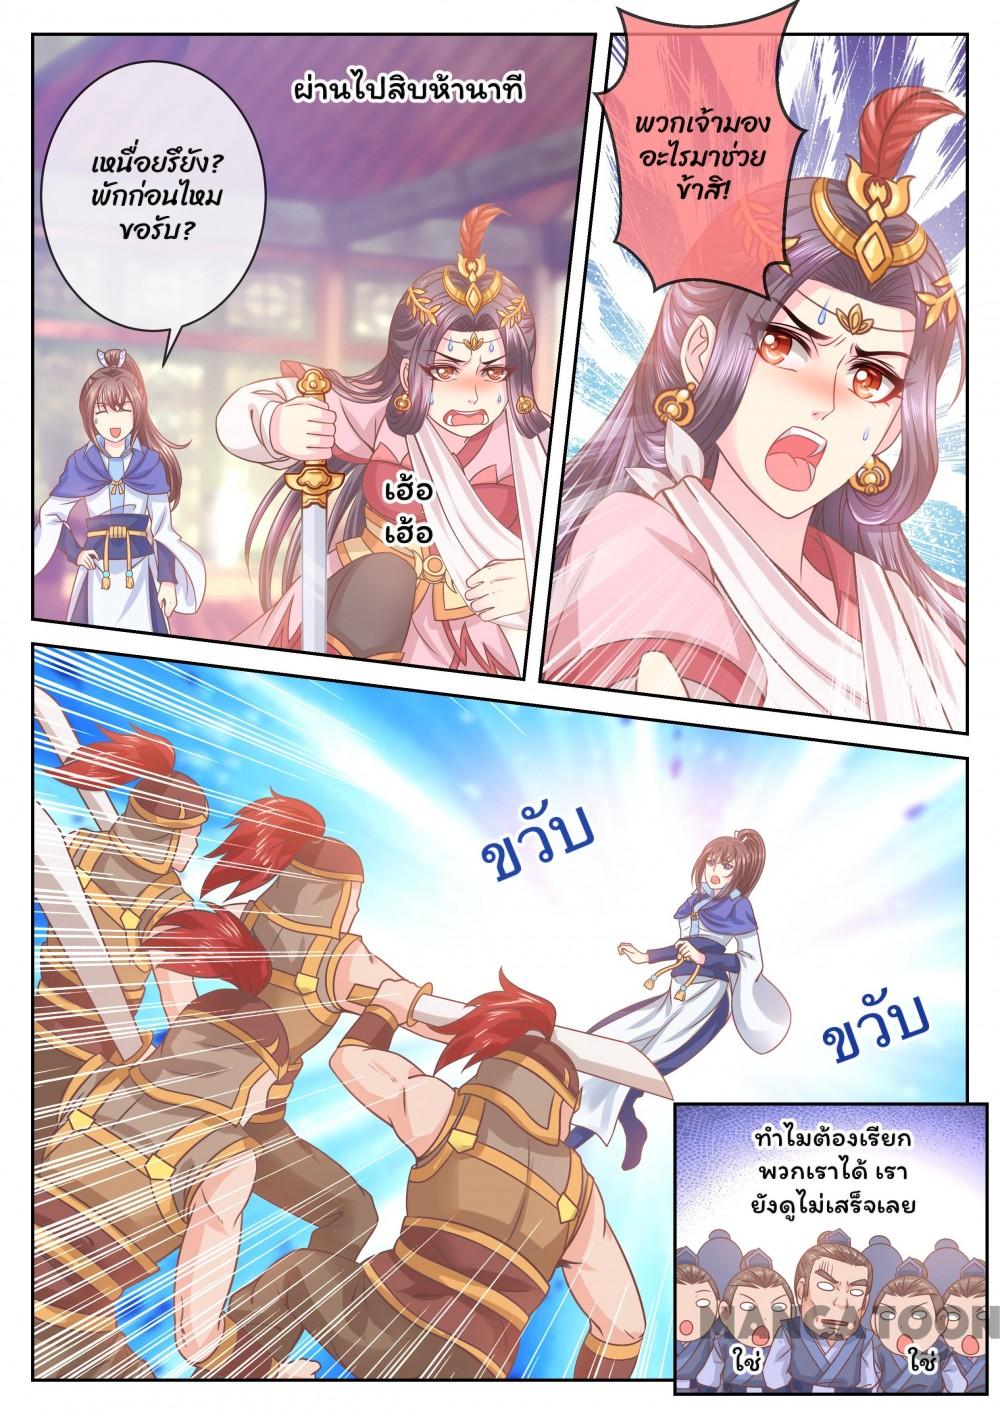 ผ่านไปสิบห้านาที
เหนื่อยรึยัง?
พักก่อนไหม
ขอรับ?
เฮ้อ
เฮ้อ
พวกเจ้ามอง
อะไรมาช่วย
ข้าสิ!
ขวับ
ขวับ
ทำไมต้องเรียก
พวกเราได้ เรา
ยังดูไม่เสร็จเลย
ใช่
ใช่
MANGATOON